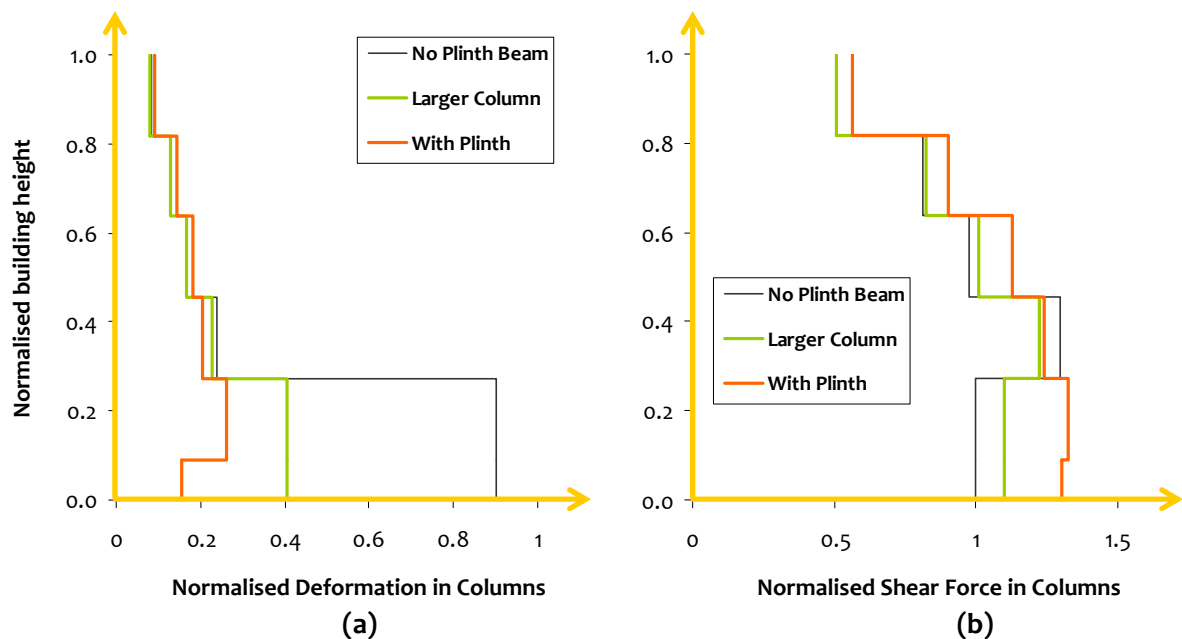 Normalised building height
1.0
0.8
0.6
0.4
0.2
0.0
0 0.2 0.4 0.6 0.8 1
No Plinth Beam
Larger Column
With Plinth
Normalised Deformation in Columns
(a)
1.0
0.8
0.6
0.4
0.2
0.0
0 0.5 1 1.5
No Plinth Beam
Larger Column
With Plinth
Normalised Shear Force in Columns
(b)